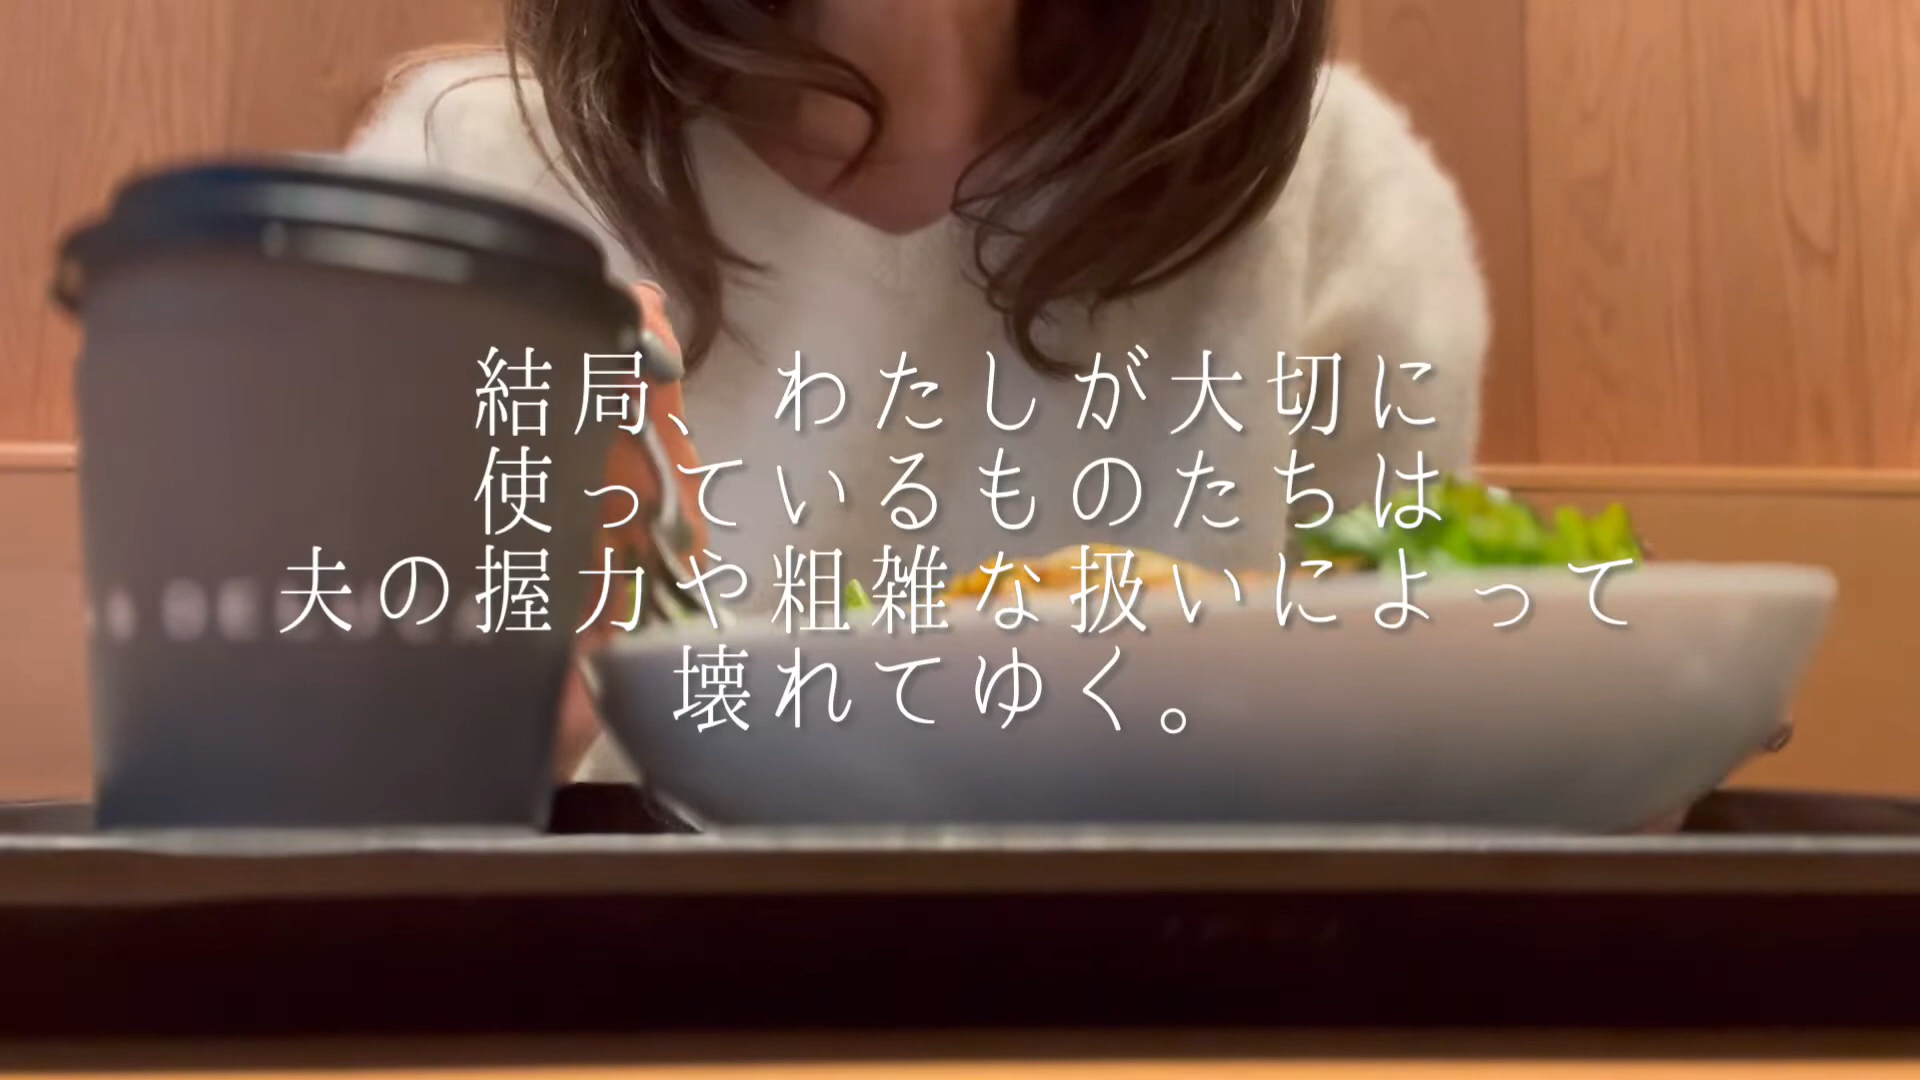 結局、わたしが大切に
使っているものたちは
夫の握力や粗雑な扱いによって
壊れてゆく。